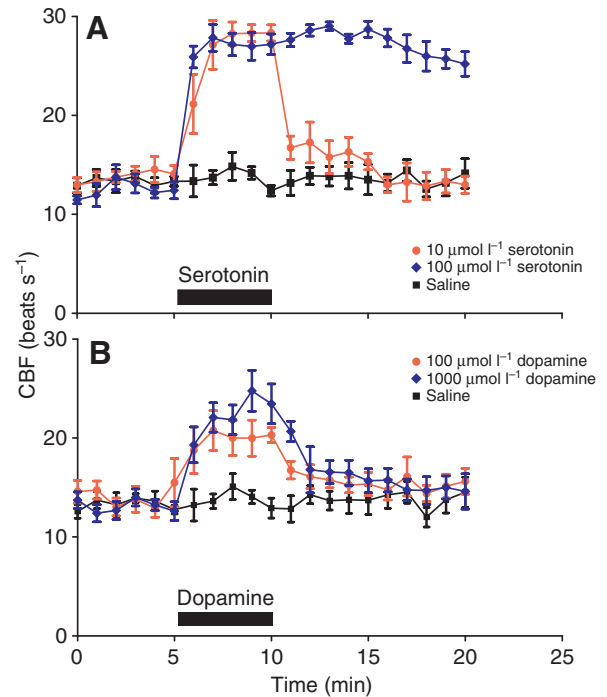 A
30
20
10
0
10 µmol l⁻¹ serotonin
100 µmol l⁻¹ serotonin
Saline
Serotonin
CBF (beats s⁻¹)
B
30
20
10
0
100 µmol l⁻¹ dopamine
1000 µmol l⁻¹ dopamine
Saline
Dopamine
0 5 10 15 20 25
Time (min)